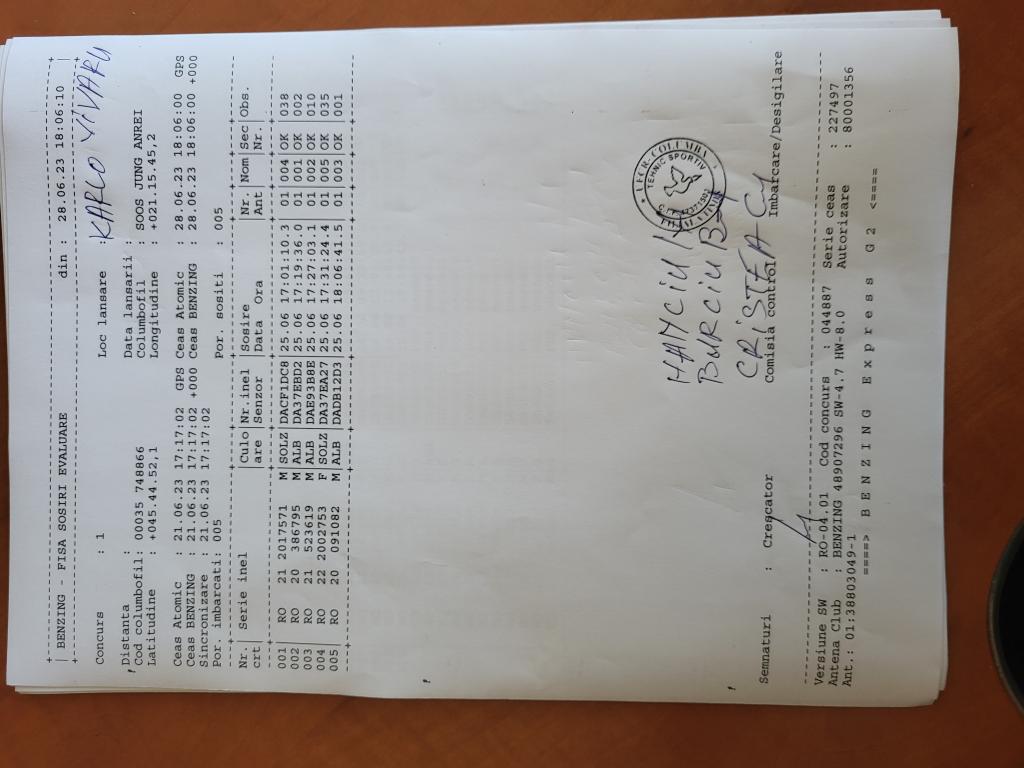 | BENZING - FISA SOSIRI EVALUARE din : 28.06.23 18:06:10 |
Concurs : 1 Loc lansare :KARLO VIVARU
Distanta : Data lansarii :
Cod columbofil: 00035 748866 Columbofil : SOOS JUNG ANREI
Latitudine : +045.44.52,1 Longitudine : +021.15.45,2
Ceas Atomic : 21.06.23 17:17:02 GPS Ceas Atomic : 28.06.23 18:06:00 GPS
Ceas BENZING : 21.06.23 17:17:02 +000 Ceas BENZING : 28.06.23 18:06:00 +000
Sincronizare : 21.06.23 17:17:02
Por. imbarcati: 005 Por. sositi : 005
Nr.| Serie inel |Culo|Nr.inel |Sosire |Nr. |Nom |Sec|Obs.
crt| |are |Senzor |Data Ora |Ant | |Nr.|
001| RO 21 2017571 M|SOLZ|DACF1DC8|25.06 17:01:10.3| 01|004 |OK |038
002| RO 20 386795 M|ALB |DA37EBD2|25.06 17:19:36.0| 01|001 |OK |002
003| RO 21 523619 M|ALB |DAE93B8E|25.06 17:27:03.1| 01|002 |OK |010
004| RO 22 2002753 F|SOLZ|DA37EA27|25.06 17:31:24.4| 01|005 |OK |035
005| RO 20 091082 M|ALB |DADB12D3|25.06 18:06:41.5| 01|003 |OK |001
COLUMBA
TEHNIC SPORTIV
HAMCIU
BURCIU
CRISTEA
Semnaturi : Crescator Comisia control Imbarcare/Desigilare
Versiune SW : RO-04.01 Cod concurs : 044887 Serie ceas : 227497
Antena Club : BENZING 48907296 SW-4.7 HW-8.0 Autorizare : 80001356
Ant.: 01:38803049-1
====> B E N Z I N G E x p r e s s G 2 <====